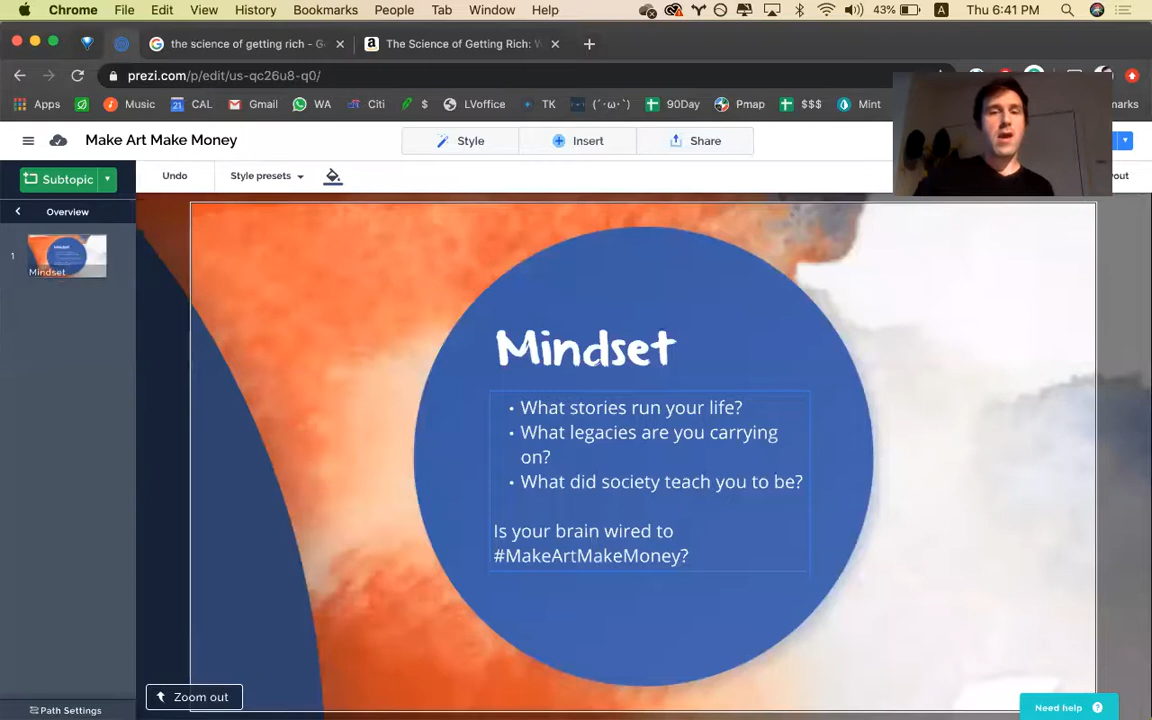 Chrome File Edit View History Bookmarks People Tab Window Help 43% A Thu 6:41 PM
the science of getting rich - G
The Science of Getting Rich: W
prezi.com/p/edit/us-qc26u8-q0/
Apps Music 21 CAL Gmail WA Citi $ LVoffice TK (´·ω·`) 90Day Pmap $$$ Mint
Make Art Make Money
Style Insert Share
Subtopic
Undo Style presets
Overview
1
Mindset
Mindset
• What stories run your life?
• What legacies are you carrying
on?
• What did society teach you to be?
Is your brain wired to
#MakeArtMakeMoney?
Zoom out
Path Settings
Need help ?